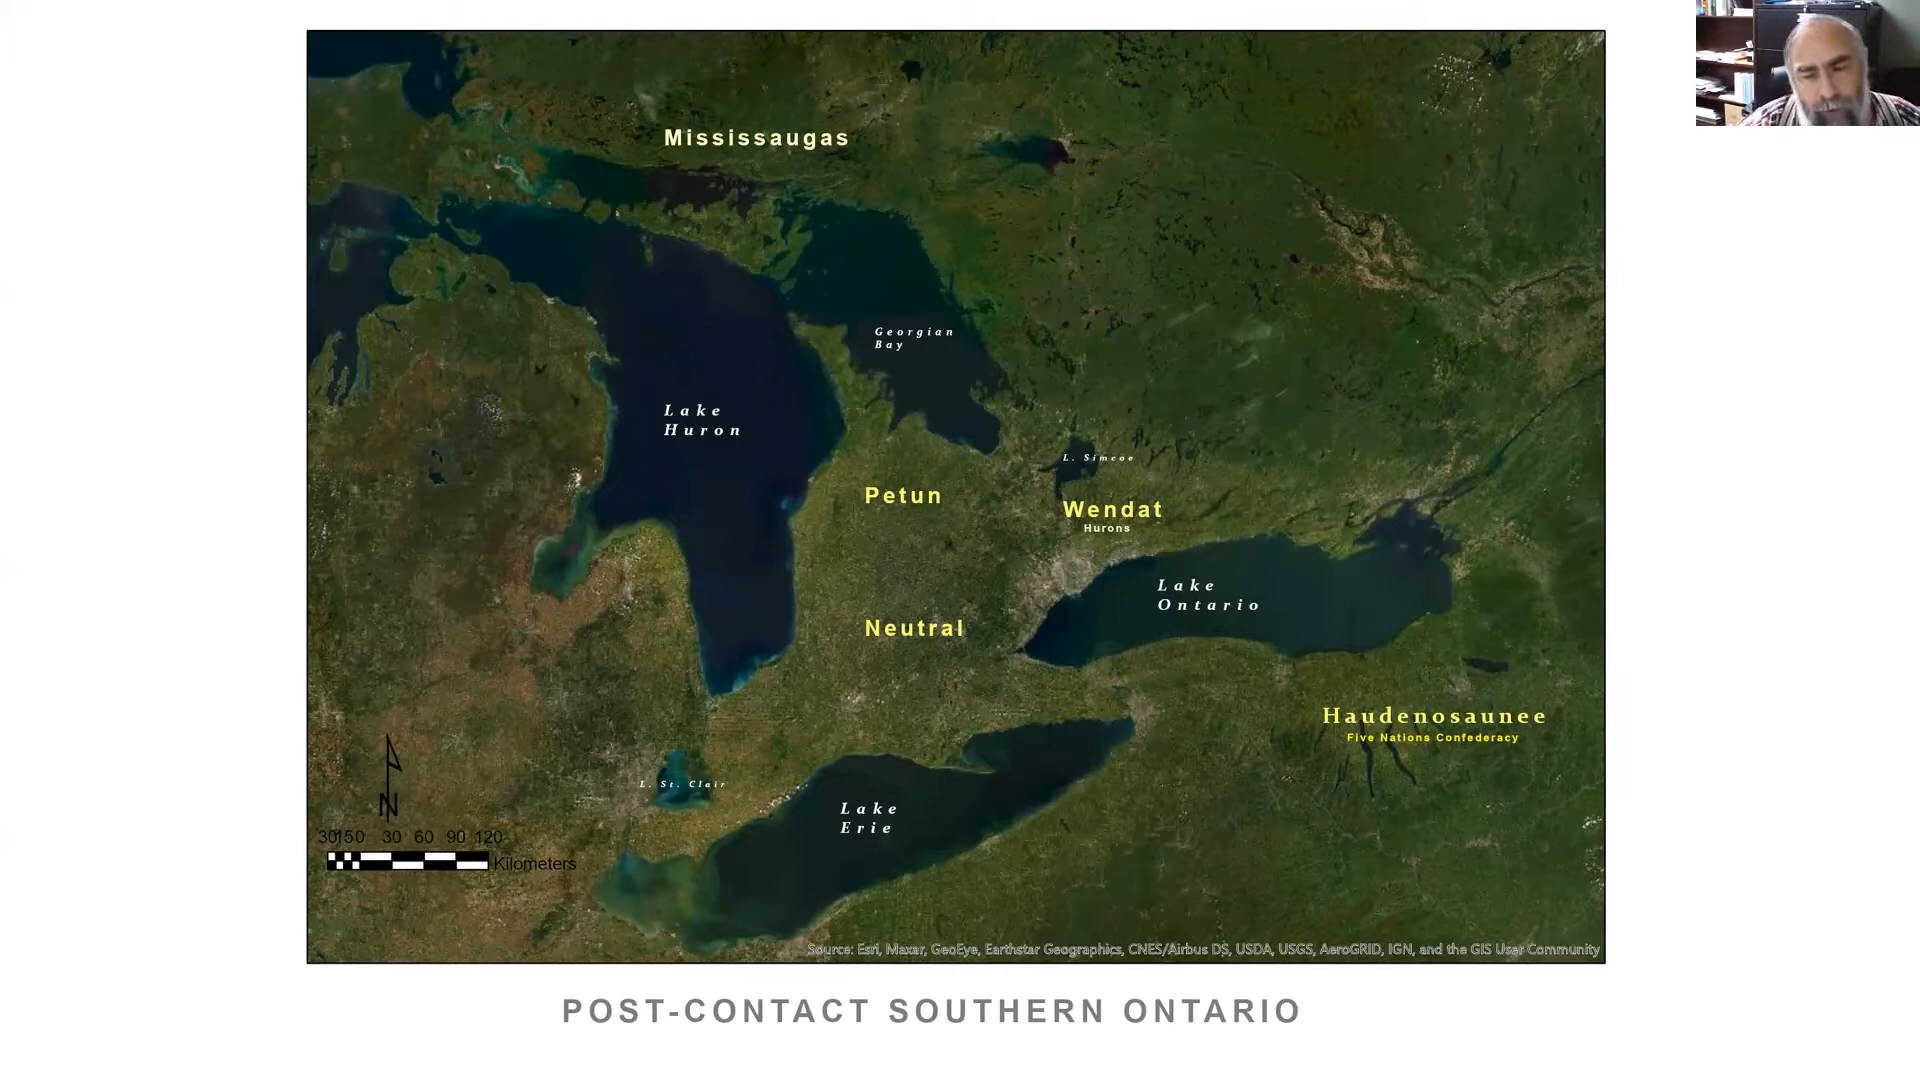 Mississaugas
Georgian
Bay
Lake
Huron
L. Simcoe
Petun
Wendat
Hurons
Lake
Ontario
Neutral
Haudenosaunee
Five Nations Confederacy
L. St. Clair
Lake
Erie
N
30150 30 60 90 120
Kilometers
Source: Esri, Maxar, GeoEye, Earthstar Geographics, CNES/Airbus DS, USDA, USGS, AeroGRID, IGN, and the GIS User Community
POST-CONTACT SOUTHERN ONTARIO